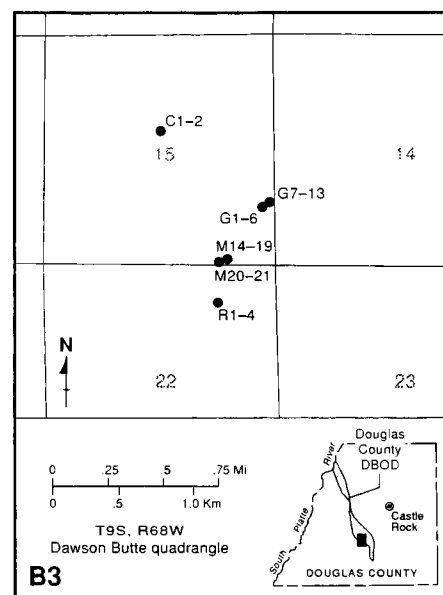 C1-2
15
14
G7-13
G1-6
M14-19
M20-21
R1-4
N
22
23
0 .25 .5 .75 Mi
0 .5 1.0 Km
T9S, R68W
Dawson Butte quadrangle
B3
Douglas
County
DBOD
River
Platte
South
Castle
Rock
DOUGLAS COUNTY